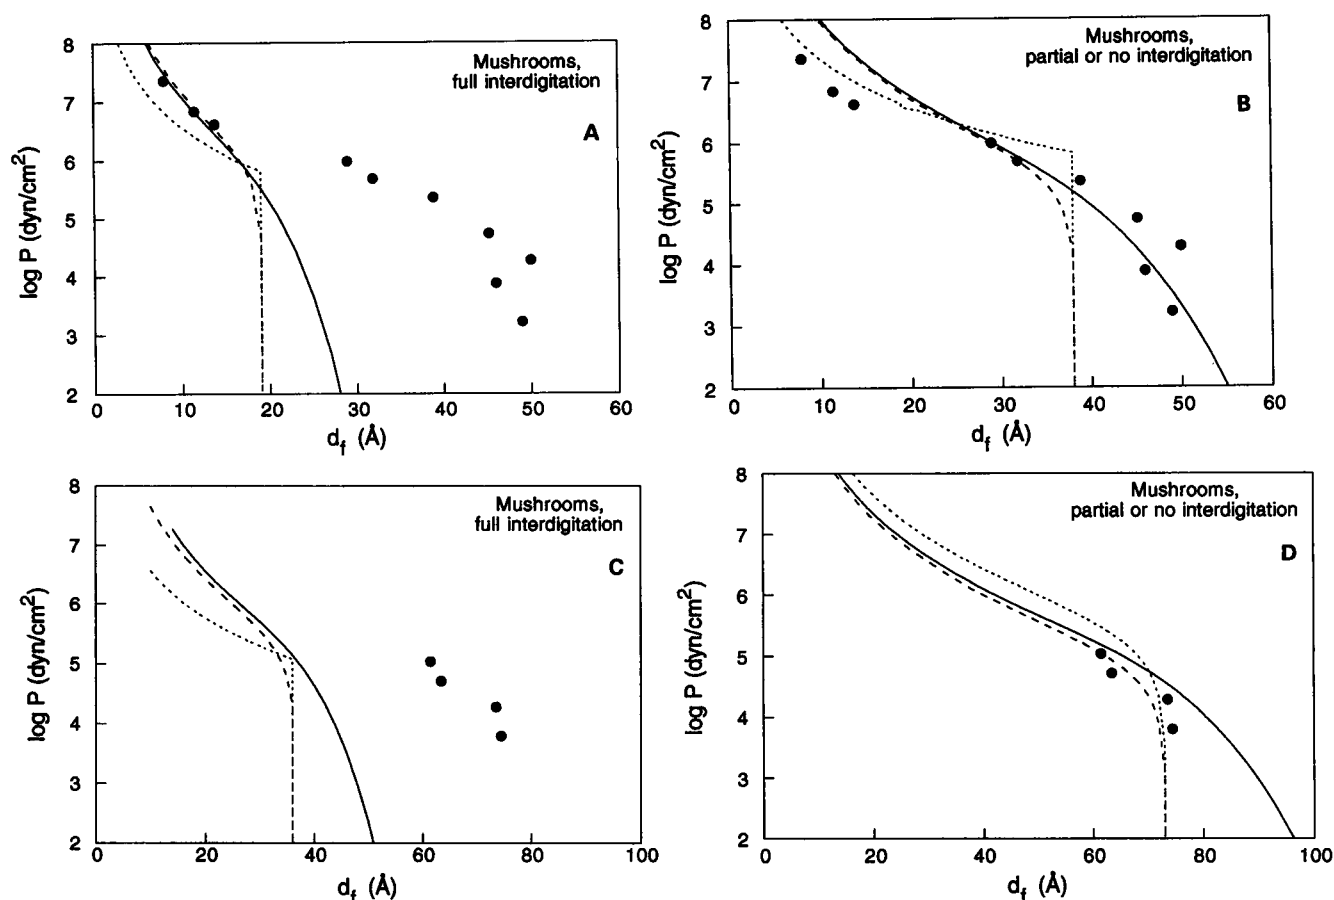 8
7
6
5
4
3
2
log P (dyn/cm²)
Mushrooms,
full interdigitation
A
0 10 20 30 40 50 60
d_f (Å)
8
7
6
5
4
3
2
log P (dyn/cm²)
Mushrooms,
partial or no interdigitation
B
0 10 20 30 40 50 60
d_f (Å)
8
7
6
5
4
3
2
log P (dyn/cm²)
Mushrooms,
full interdigitation
C
0 20 40 60 80 100
d_f (Å)
8
7
6
5
4
3
2
log P (dyn/cm²)
Mushrooms,
partial or no interdigitation
D
0 20 40 60 80 100
d_f (Å)